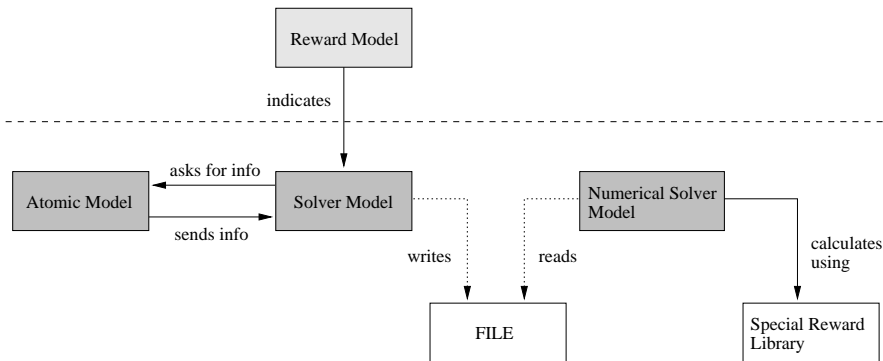 Reward Model
indicates
asks for info
Atomic Model
Solver Model
sends info
Numerical Solver
Model
writes
reads
calculates
using
FILE
Special Reward
Library